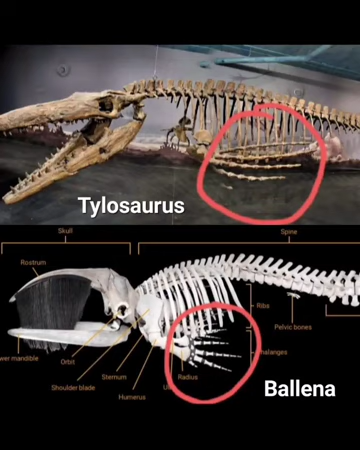 Tylosaurus
Skull
Spine
Rostrum
Ribs
Pelvic bones
wer mandible
Orbit
halanges
Sternum
Radius
Shoulder blade
Humerus
Ballena